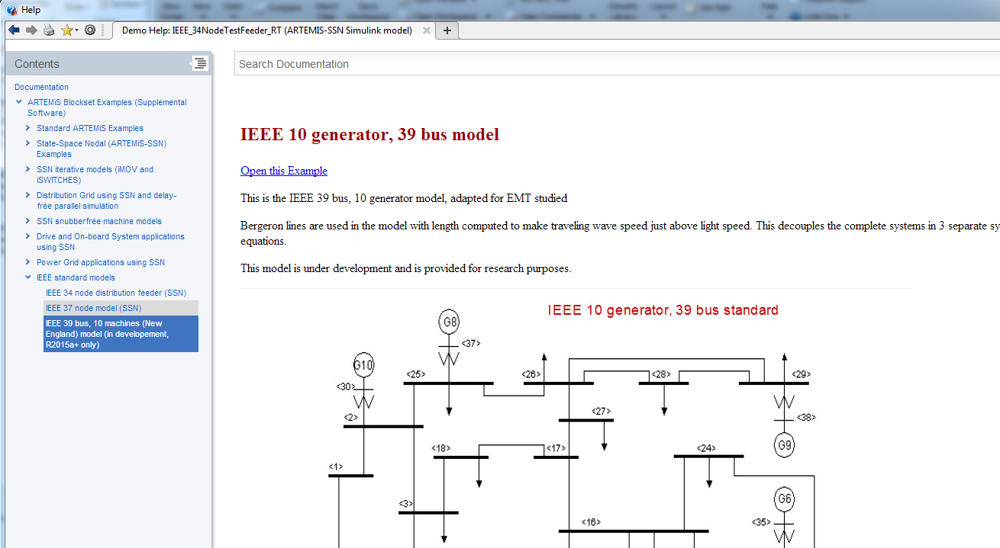 Help
Demo Help: IEEE_34NodeTestFeeder_RT (ARTEMIS-SSN Simulink model)
Contents
Search Documentation
Documentation
ARTEMiS Blockset Examples (Supplemental
Software)
Standard ARTEMiS Examples
State-Space Nodal (ARTEMiS-SSN)
Examples
SSN iterative models (iMOV and
iSWITCHES)
Distribution Grid using SSN and delay-
free parallel simulation
SSN snubberfree machine models
Drive and On-board System applications
using SSN
Power Grid applications using SSN
IEEE standard models
IEEE 34 node distribution feeder (SSN)
IEEE 37 node model (SSN)
IEEE 39 bus, 10 machines (New
England) model (in developement,
R2015a+ only)
IEEE 10 generator, 39 bus model
Open this Example
This is the IEEE 39 bus, 10 generator model, adapted for EMT studied
Bergeron lines are used in the model with length computed to make traveling wave speed just above light speed. This decouples the complete systems in 3 separate sy
equations.
This model is under development and is provided for research purposes.
IEEE 10 generator, 39 bus standard
G8
<37>
G10
<25>
<26>
<28>
<29>
<30>
<27>
<38>
<2>
G9
<18>
<17>
<24>
<1>
G6
<3>
<16>
<35>